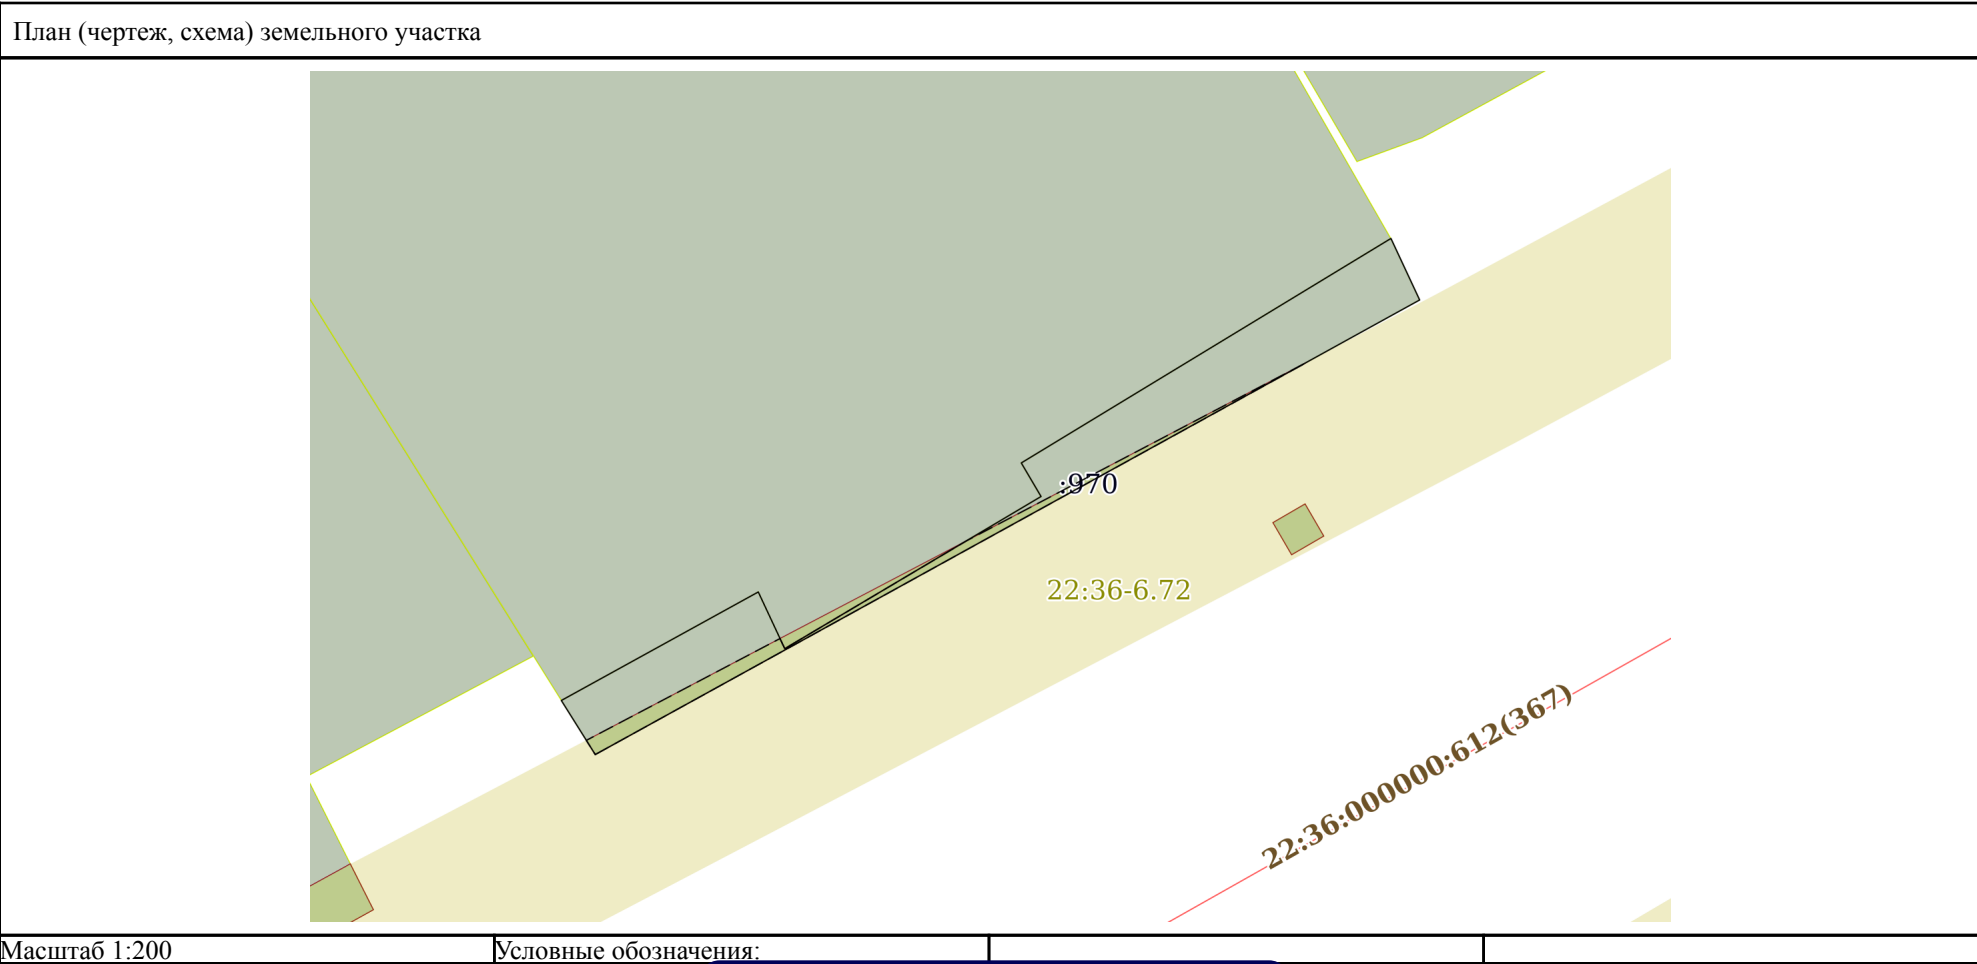 План (чертеж, схема) земельного участка
:970
22:36-6.72
22:36:000000:612(367)
Масштаб 1:200
Условные обозначения: